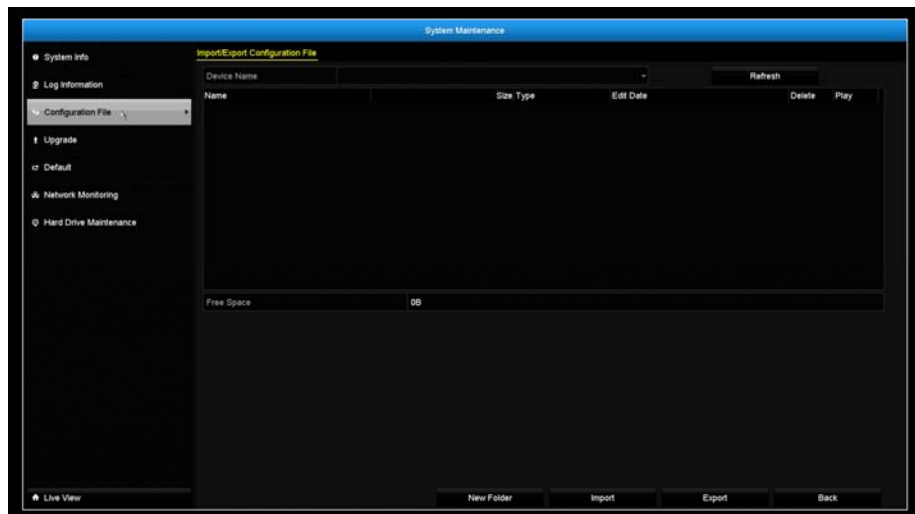 System Maintenance
System Info
Log Information
Configuration File
Upgrade
Default
Network Monitoring
Hard Drive Maintenance
Live View
Import/Export Configuration File
Device Name
Refresh
Name Size Type Edit Date Delete Play
Free Space 0B
New Folder Import Export Back